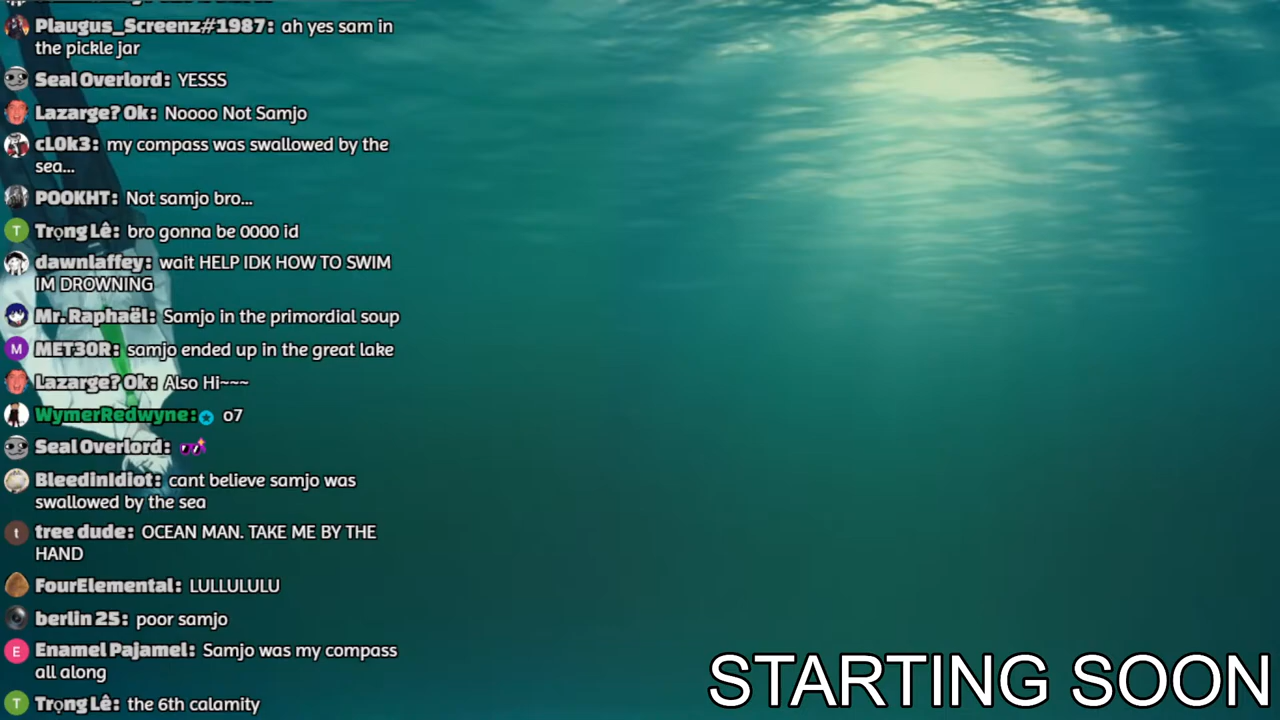 Plaugus_Screenz#1987: ah yes sam in
the pickle jar
Seal Overlord: YESSS
Lazarge? Ok: Noooo Not Samjo
cL0k3: my compass was swallowed by the
sea...
POOKHT: Not samjo bro...
Trọng Lê: bro gonna be 0000 id
dawnlaffey: wait HELP IDK HOW TO SWIM
IM DROWNING
Mr. Raphaël: Samjo in the primordial soup
MET30R: samjo ended up in the great lake
Lazarge? Ok: Also Hi~~~
WymerRedwyne: o7
Seal Overlord:
BleedinIdiot: cant believe samjo was
swallowed by the sea
tree dude: OCEAN MAN. TAKE ME BY THE
HAND
FourElemental: LULLULULU
berlin 25: poor samjo
Enamel Pajamel: Samjo was my compass
all along
Trọng Lê: the 6th calamity
STARTING SOON